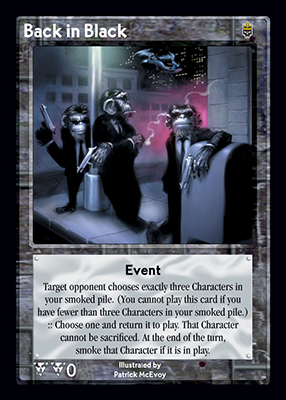 Back in Black
Event
Target opponent chooses exactly three Characters in
your smoked pile. (You cannot play this card if you
have fewer than three Characters in your smoked pile.)
:: Choose one and return it to play. That Character
cannot be sacrificed. At the end of the turn,
smoke that Character if it is in play.
0
Illustrated by
Patrick McEvoy